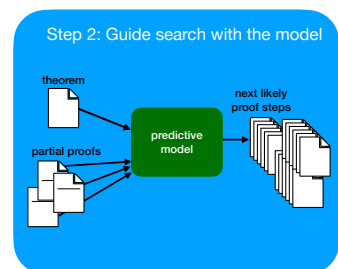 Step 2: Guide search with the model
theorem
next likely
proof steps
predictive
model
partial proofs